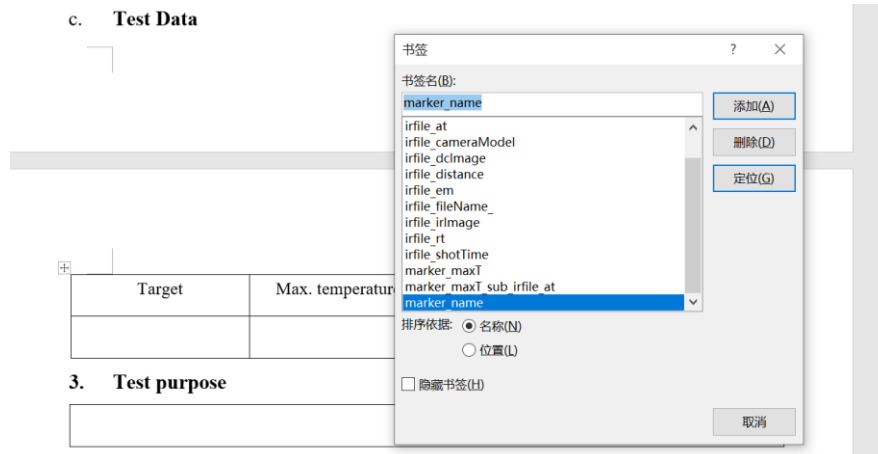 c. Test Data
书签
?
书签名(B):
marker_name
添加(A)
irfile_at
irfile_cameraModel
删除(D)
irfile_dcImage
irfile_distance
定位(G)
irfile_em
irfile_fileName_
irfile_irImage
irfile_rt
irfile_shotTime
marker_maxT
marker_maxT_sub_irfile_at
marker_name
Target
Max. temperatur
排序依据:
名称(N)
位置(L)
3. Test purpose
隐藏书签(H)
取消